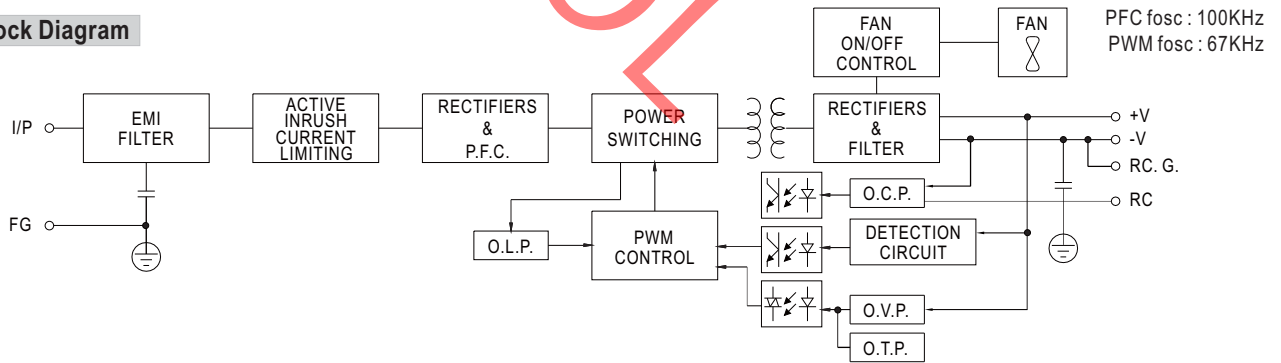 ock Diagram
PFC fosc : 100KHz
PWM fosc : 67KHz
FAN
ON/OFF
CONTROL
FAN
I/P
EMI
FILTER
ACTIVE
INRUSH
CURRENT
LIMITING
RECTIFIERS
&
P.F.C.
POWER
SWITCHING
RECTIFIERS
&
FILTER
+V
-V
RC. G.
RC
FG
O.L.P.
PWM
CONTROL
O.C.P.
DETECTION
CIRCUIT
O.V.P.
O.T.P.